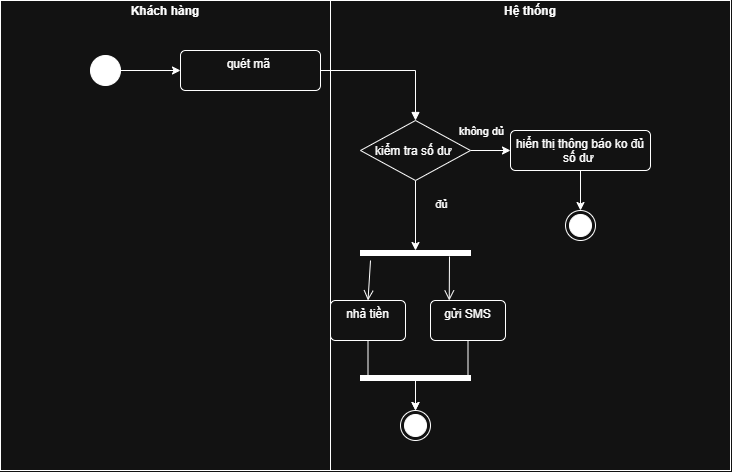 Khách hàng
Hệ thống
quét mã
kiểm tra số dư
không dủ
hiển thị thông báo ko đủ
số dư
đủ
nhả tiền
gửi SMS